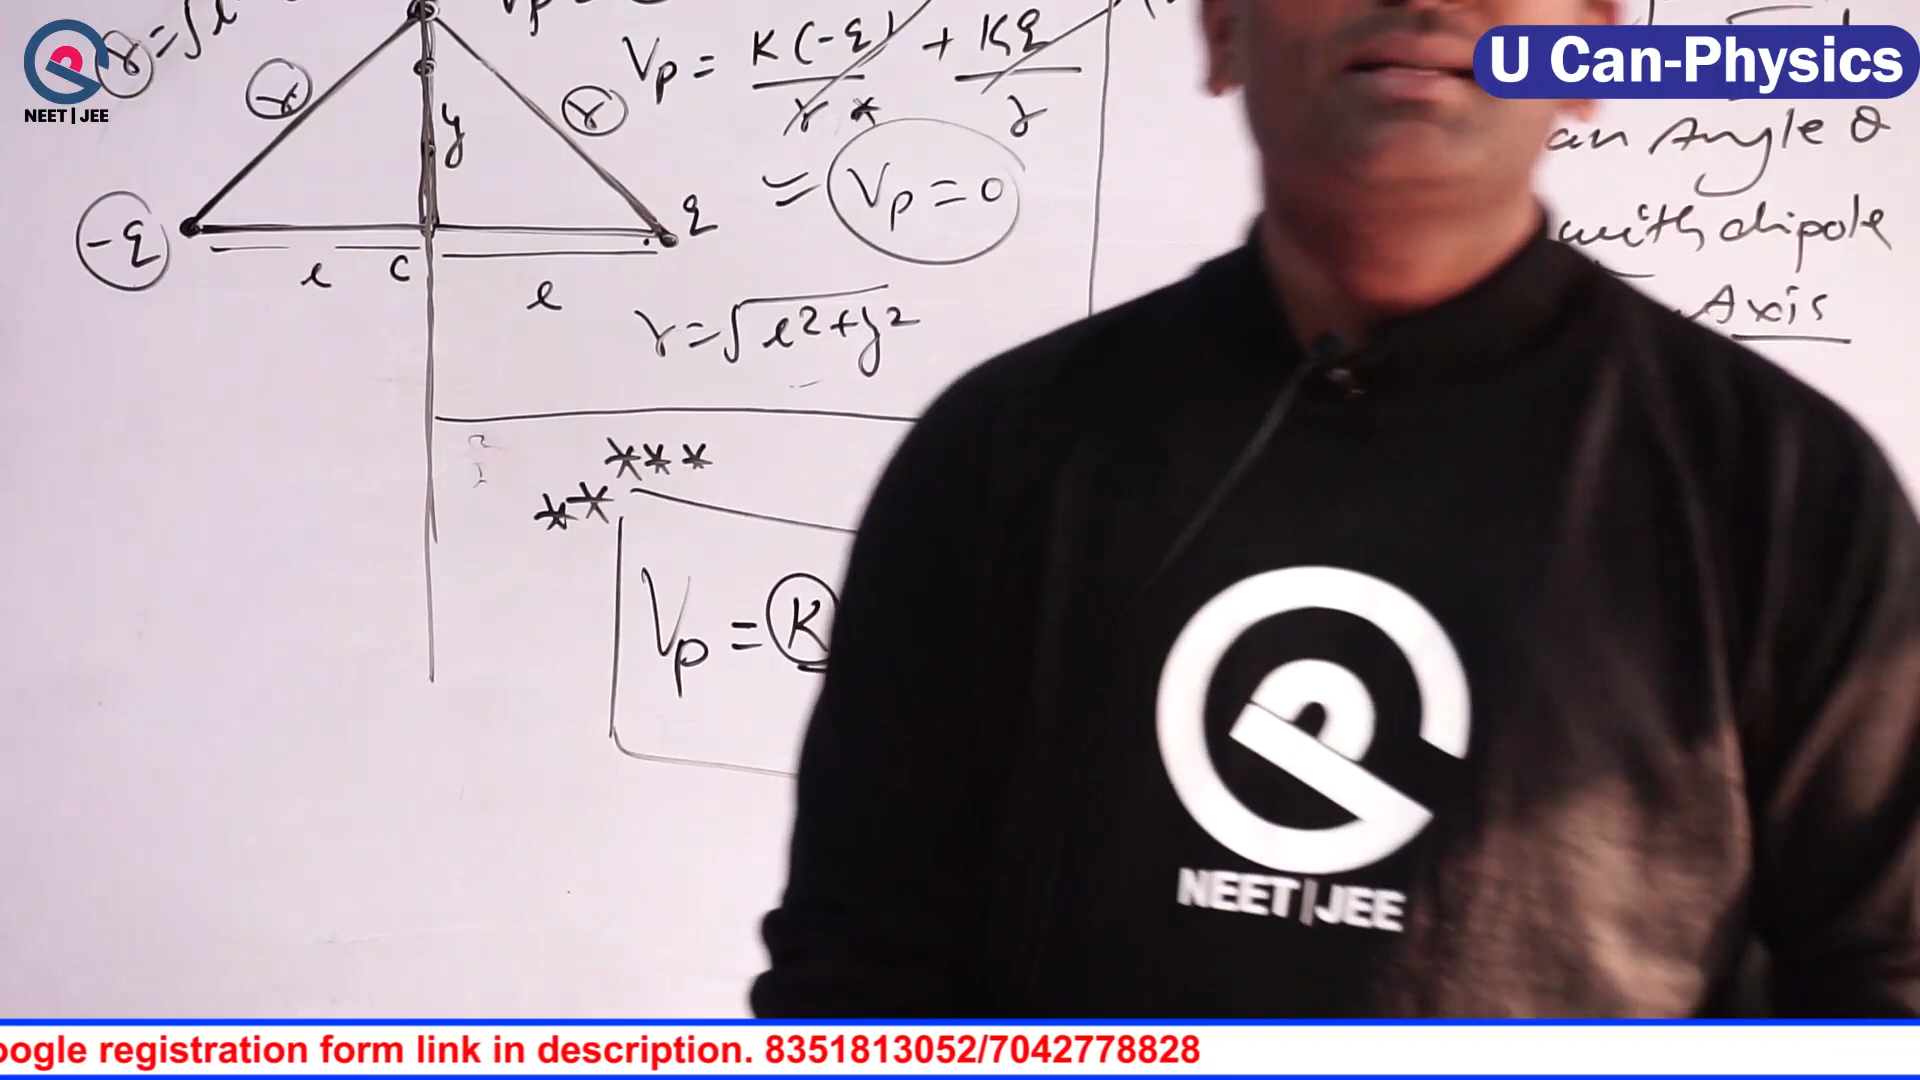 NEET|JEE
U Can-Physics
Vp = K(-q) / r + Kq / r
= Vp = 0
r
r
y
-q
q
l
C
l
r = √l²+y²
an Angle θ
with dipole
Axis
***
**
Vp = K
NEET|JEE
oogle registration form link in description. 8351813052/7042778828